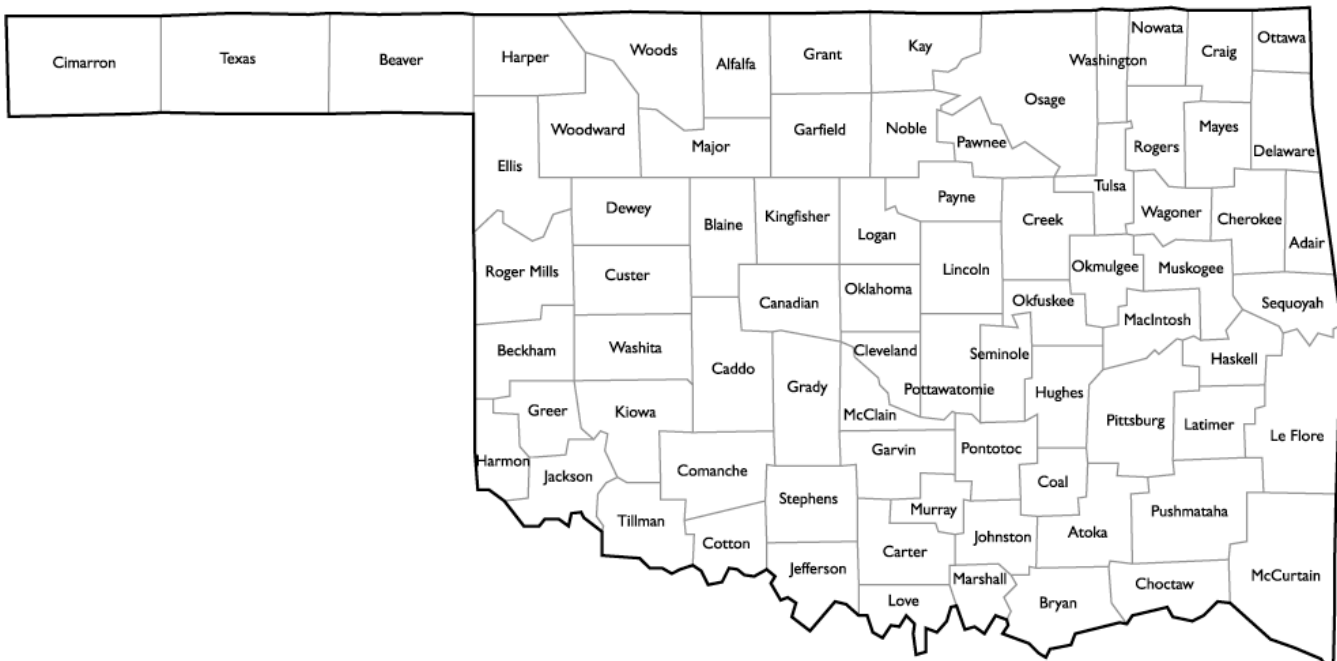 Cimarron
Texas
Beaver
Harper
Woods
Alfalfa
Grant
Kay
Osage
Washington
Nowata
Craig
Ottawa
Woodward
Major
Garfield
Noble
Pawnee
Rogers
Mayes
Delaware
Ellis
Dewey
Blaine
Kingfisher
Logan
Payne
Creek
Tulsa
Wagoner
Cherokee
Adair
Roger Mills
Custer
Canadian
Oklahoma
Lincoln
Okfuskee
Okmulgee
Muskogee
Sequoyah
MacIntosh
Beckham
Washita
Caddo
Grady
Cleveland
Pottawatomie
Seminole
Hughes
Haskell
Greer
Kiowa
McClain
Pittsburg
Latimer
Le Flore
Harmon
Jackson
Comanche
Garvin
Pontotoc
Coal
Tillman
Stephens
Murray
Johnston
Atoka
Pushmataha
Cotton
Carter
Jefferson
Marshall
Love
Bryan
Choctaw
McCurtain